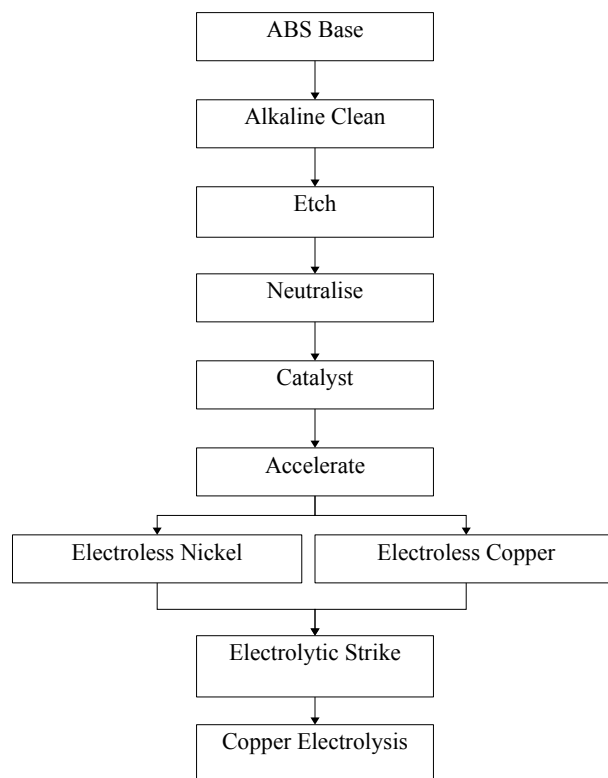 ABS Base
Alkaline Clean
Etch
Neutralise
Catalyst
Accelerate
Electroless Nickel
Electroless Copper
Electrolytic Strike
Copper Electrolysis